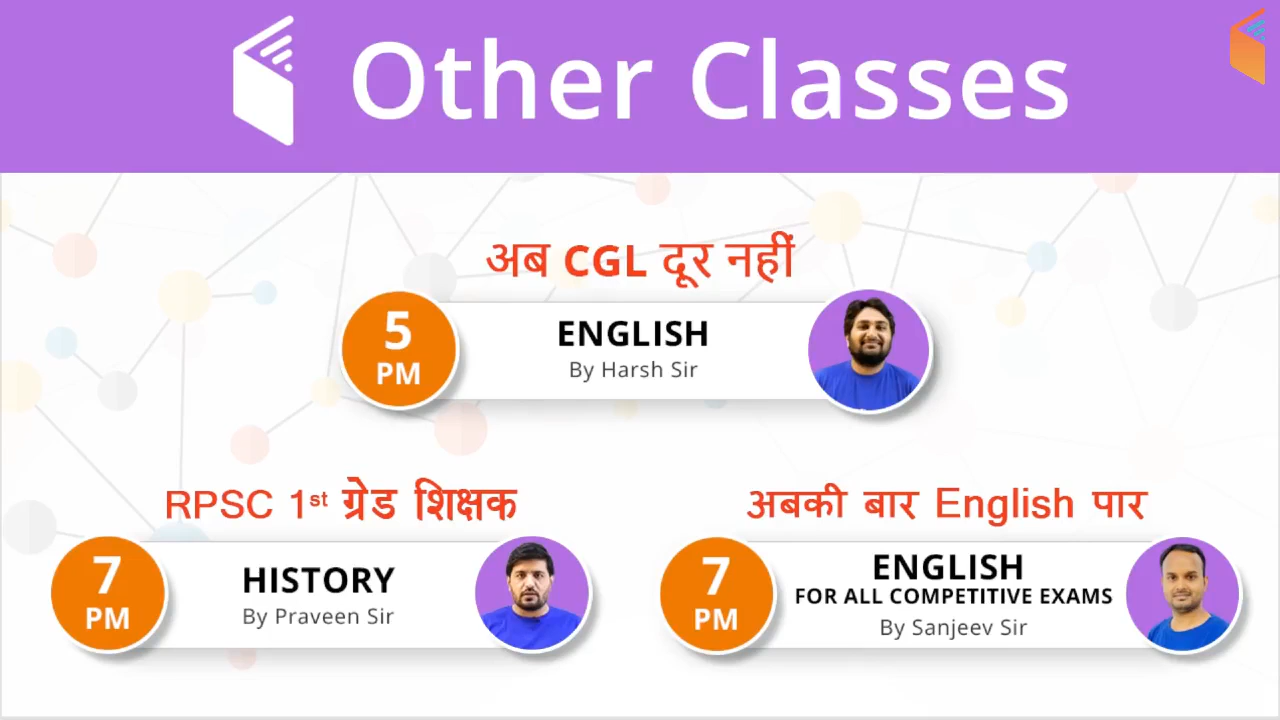 Other Classes
अब CGL दूर नहीं
5
PM
ENGLISH
By Harsh Sir
RPSC 1st ग्रेड शिक्षक
7
PM
HISTORY
By Praveen Sir
अबकी बार English पार
7
PM
ENGLISH
FOR ALL COMPETITIVE EXAMS
By Sanjeev Sir